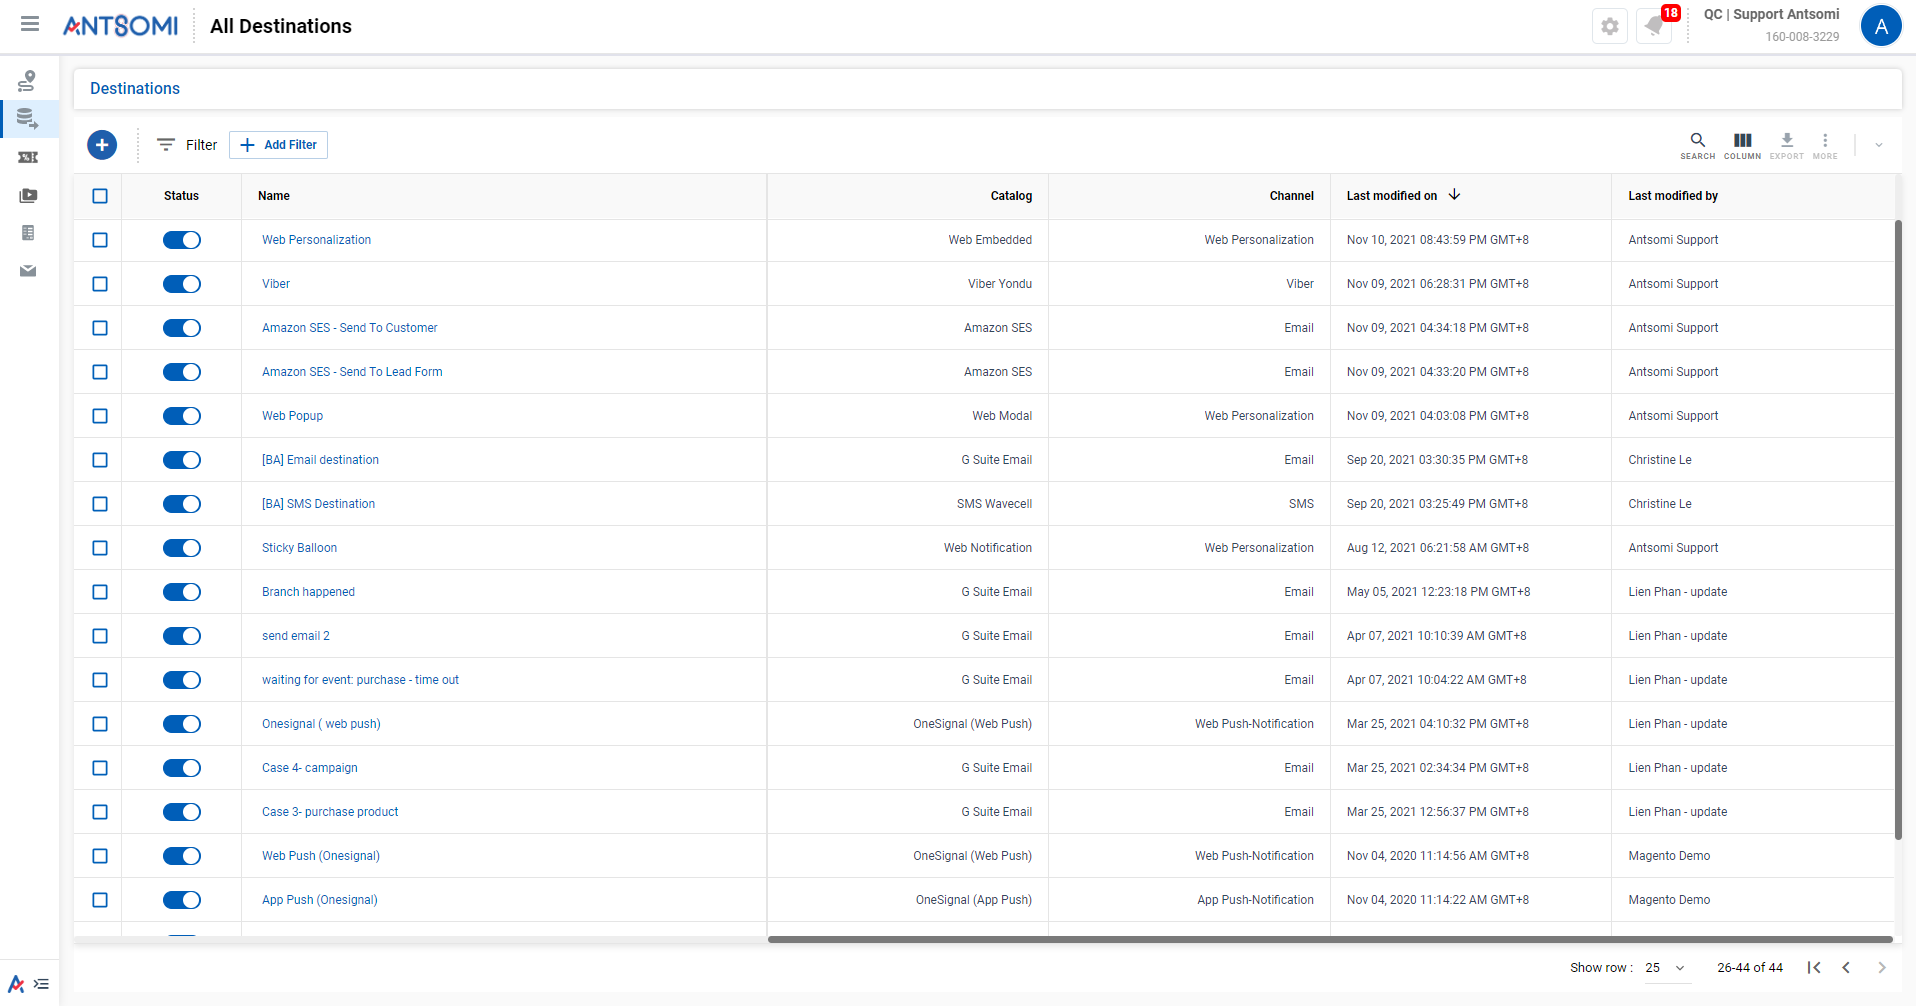 ANTSOMI All Destinations 18 QC | Support Antsomi A
160-008-3229
Destinations
+ Filter + Add Filter SEARCH COLUMN EXPORT MORE
Status Name Catalog Channel Last modified on Last modified by
Web Personalization Web Embedded Web Personalization Nov 10, 2021 08:43:59 PM GMT+8 Antsomi Support
Viber Viber Yondu Viber Nov 09, 2021 06:28:31 PM GMT+8 Antsomi Support
Amazon SES - Send To Customer Amazon SES Email Nov 09, 2021 04:34:18 PM GMT+8 Antsomi Support
Amazon SES - Send To Lead Form Amazon SES Email Nov 09, 2021 04:33:20 PM GMT+8 Antsomi Support
Web Popup Web Modal Web Personalization Nov 09, 2021 04:03:08 PM GMT+8 Antsomi Support
[BA] Email destination G Suite Email Email Sep 20, 2021 03:30:35 PM GMT+8 Christine Le
[BA] SMS Destination SMS Wavecell SMS Sep 20, 2021 03:25:49 PM GMT+8 Christine Le
Sticky Balloon Web Notification Web Personalization Aug 12, 2021 06:21:58 AM GMT+8 Antsomi Support
Branch happened G Suite Email Email May 05, 2021 12:23:18 PM GMT+8 Lien Phan - update
send email 2 G Suite Email Email Apr 07, 2021 10:10:39 AM GMT+8 Lien Phan - update
waiting for event: purchase - time out G Suite Email Email Apr 07, 2021 10:04:22 AM GMT+8 Lien Phan - update
Onesignal ( web push) OneSignal (Web Push) Web Push-Notification Mar 25, 2021 04:10:32 PM GMT+8 Lien Phan - update
Case 4- campaign G Suite Email Email Mar 25, 2021 02:34:34 PM GMT+8 Lien Phan - update
Case 3- purchase product G Suite Email Email Mar 25, 2021 12:56:37 PM GMT+8 Lien Phan - update
Web Push (Onesignal) OneSignal (Web Push) Web Push-Notification Nov 04, 2020 11:14:56 AM GMT+8 Magento Demo
App Push (Onesignal) OneSignal (App Push) App Push-Notification Nov 04, 2020 11:14:22 AM GMT+8 Magento Demo
Show row : 25 26-44 of 44